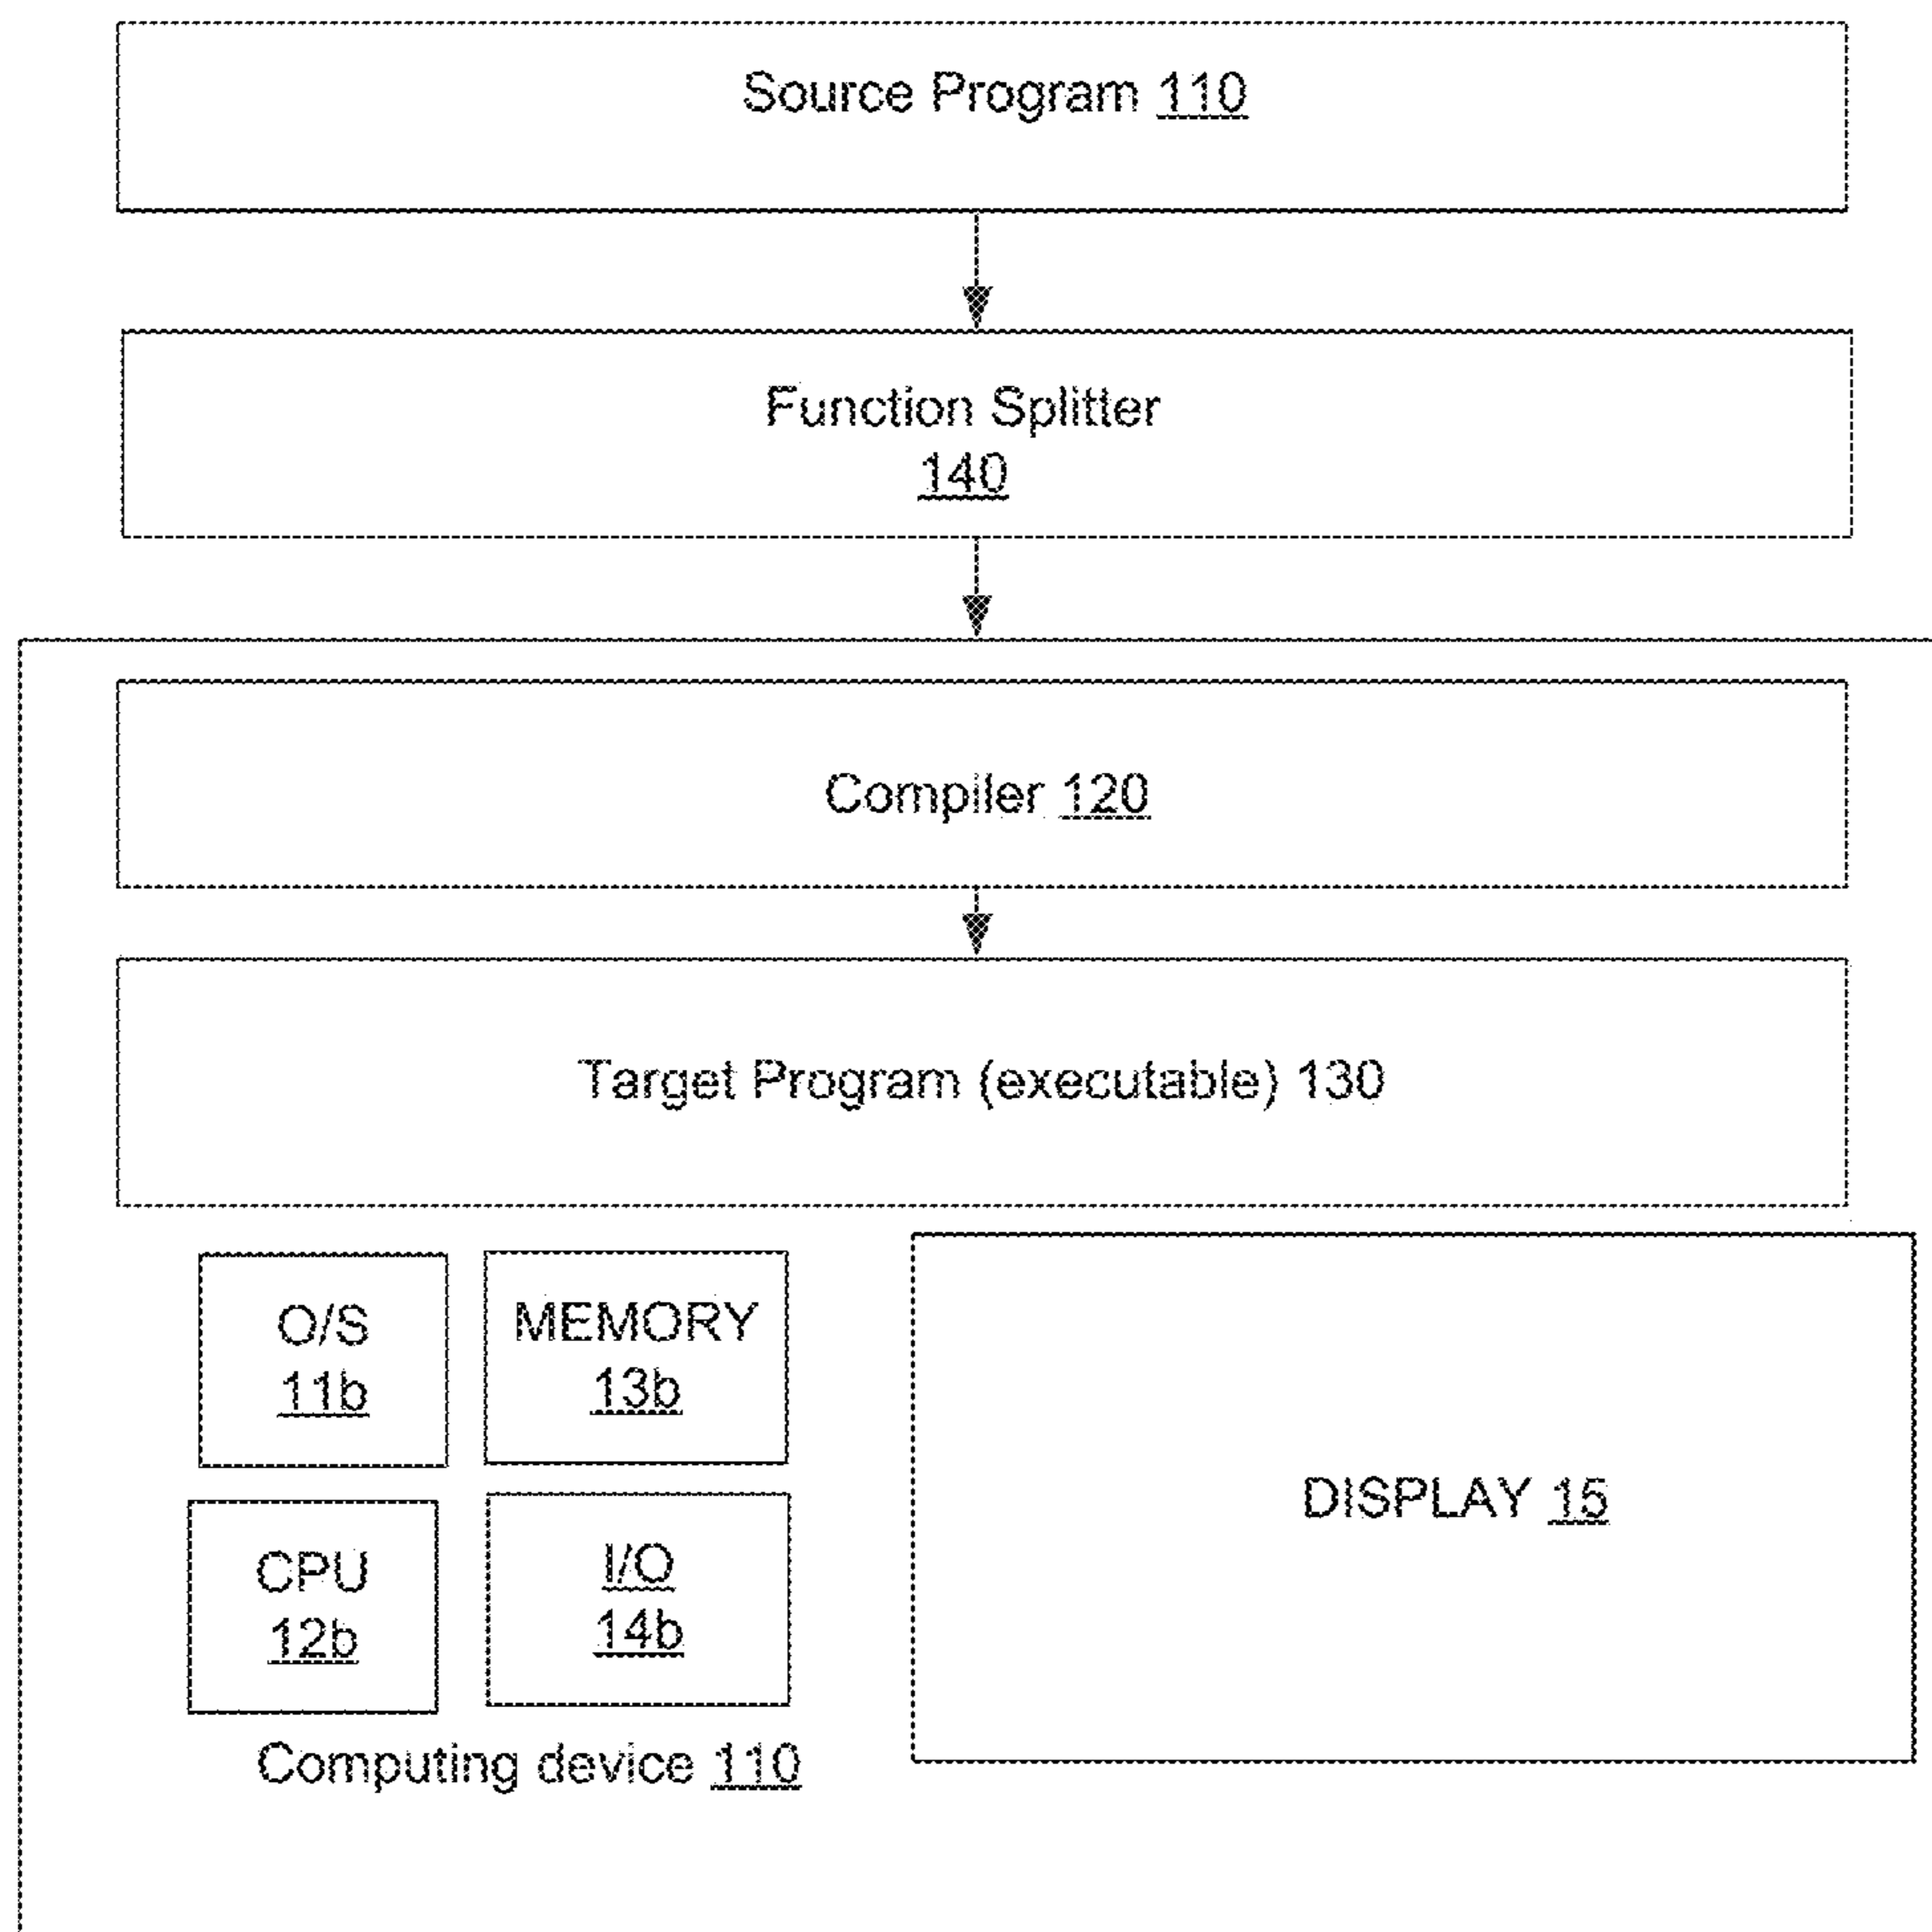 Source Program 110
Function Splitter
140
Compiler 120
Target Program (executable) 130
O/S
11b
MEMORY
13b
CPU
12b
I/O
14b
DISPLAY 15
Computing device 110